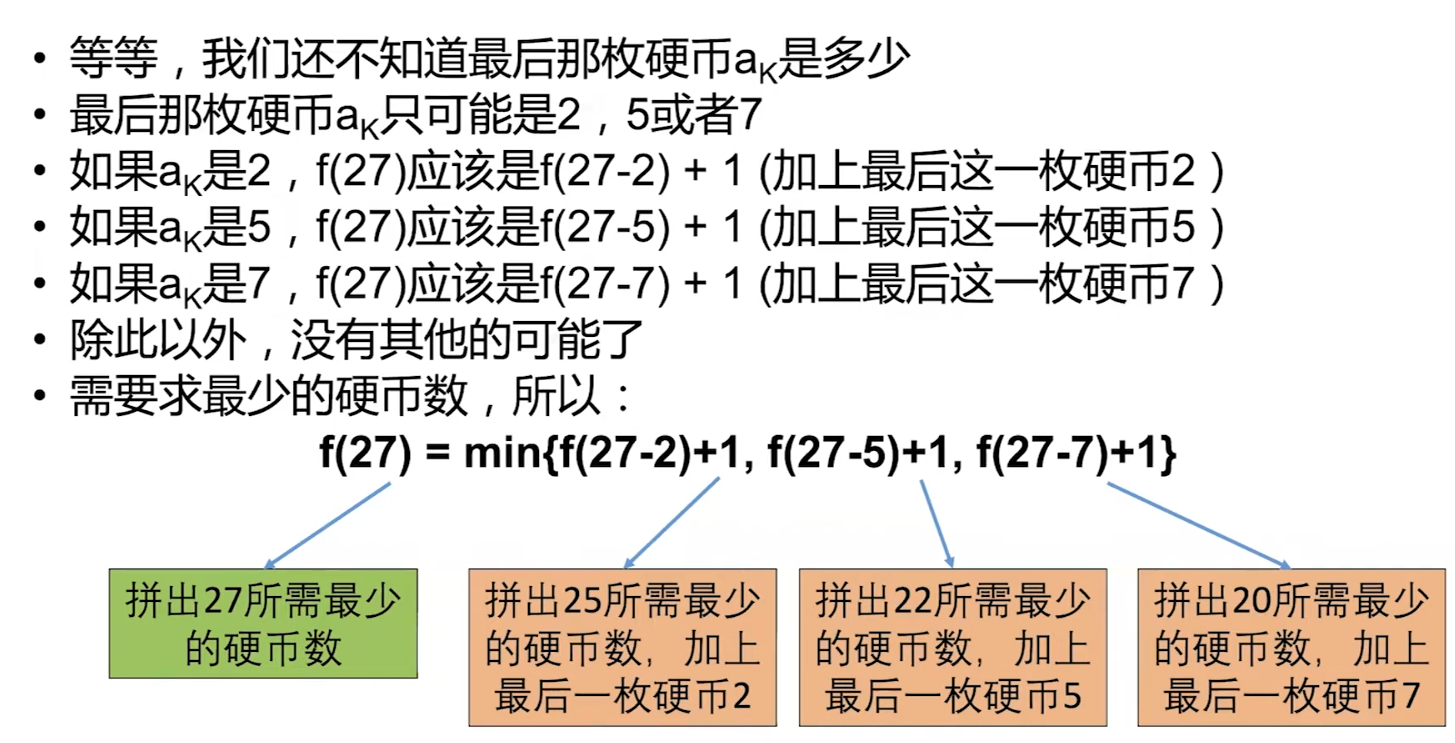 • 等等，我们还不知道最后那枚硬币aK是多少
• 最后那枚硬币aK只可能是2，5或者7
• 如果aK是2，f(27)应该是f(27-2) + 1 (加上最后这一枚硬币2）
• 如果aK是5，f(27)应该是f(27-5) + 1 (加上最后这一枚硬币5）
• 如果aK是7，f(27)应该是f(27-7) + 1 (加上最后这一枚硬币7）
• 除此以外，没有其他的可能了
• 需要求最少的硬币数，所以：
f(27) = min{f(27-2)+1, f(27-5)+1, f(27-7)+1}
拼出27所需最少
的硬币数
拼出25所需最少
的硬币数，加上
最后一枚硬币2
拼出22所需最少
的硬币数，加上
最后一枚硬币5
拼出20所需最少
的硬币数，加上
最后一枚硬币7